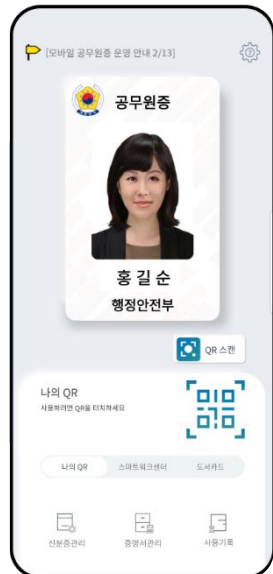 [모바일 공무원증 운영 안내 2/13]
공무원증
홍길순
행정안전부
QR 스캔
나의 QR
사용하려면 QR을 터치하세요
나의 QR 스마트워크센터 도서카드
신분증관리 증명서관리 사용기록